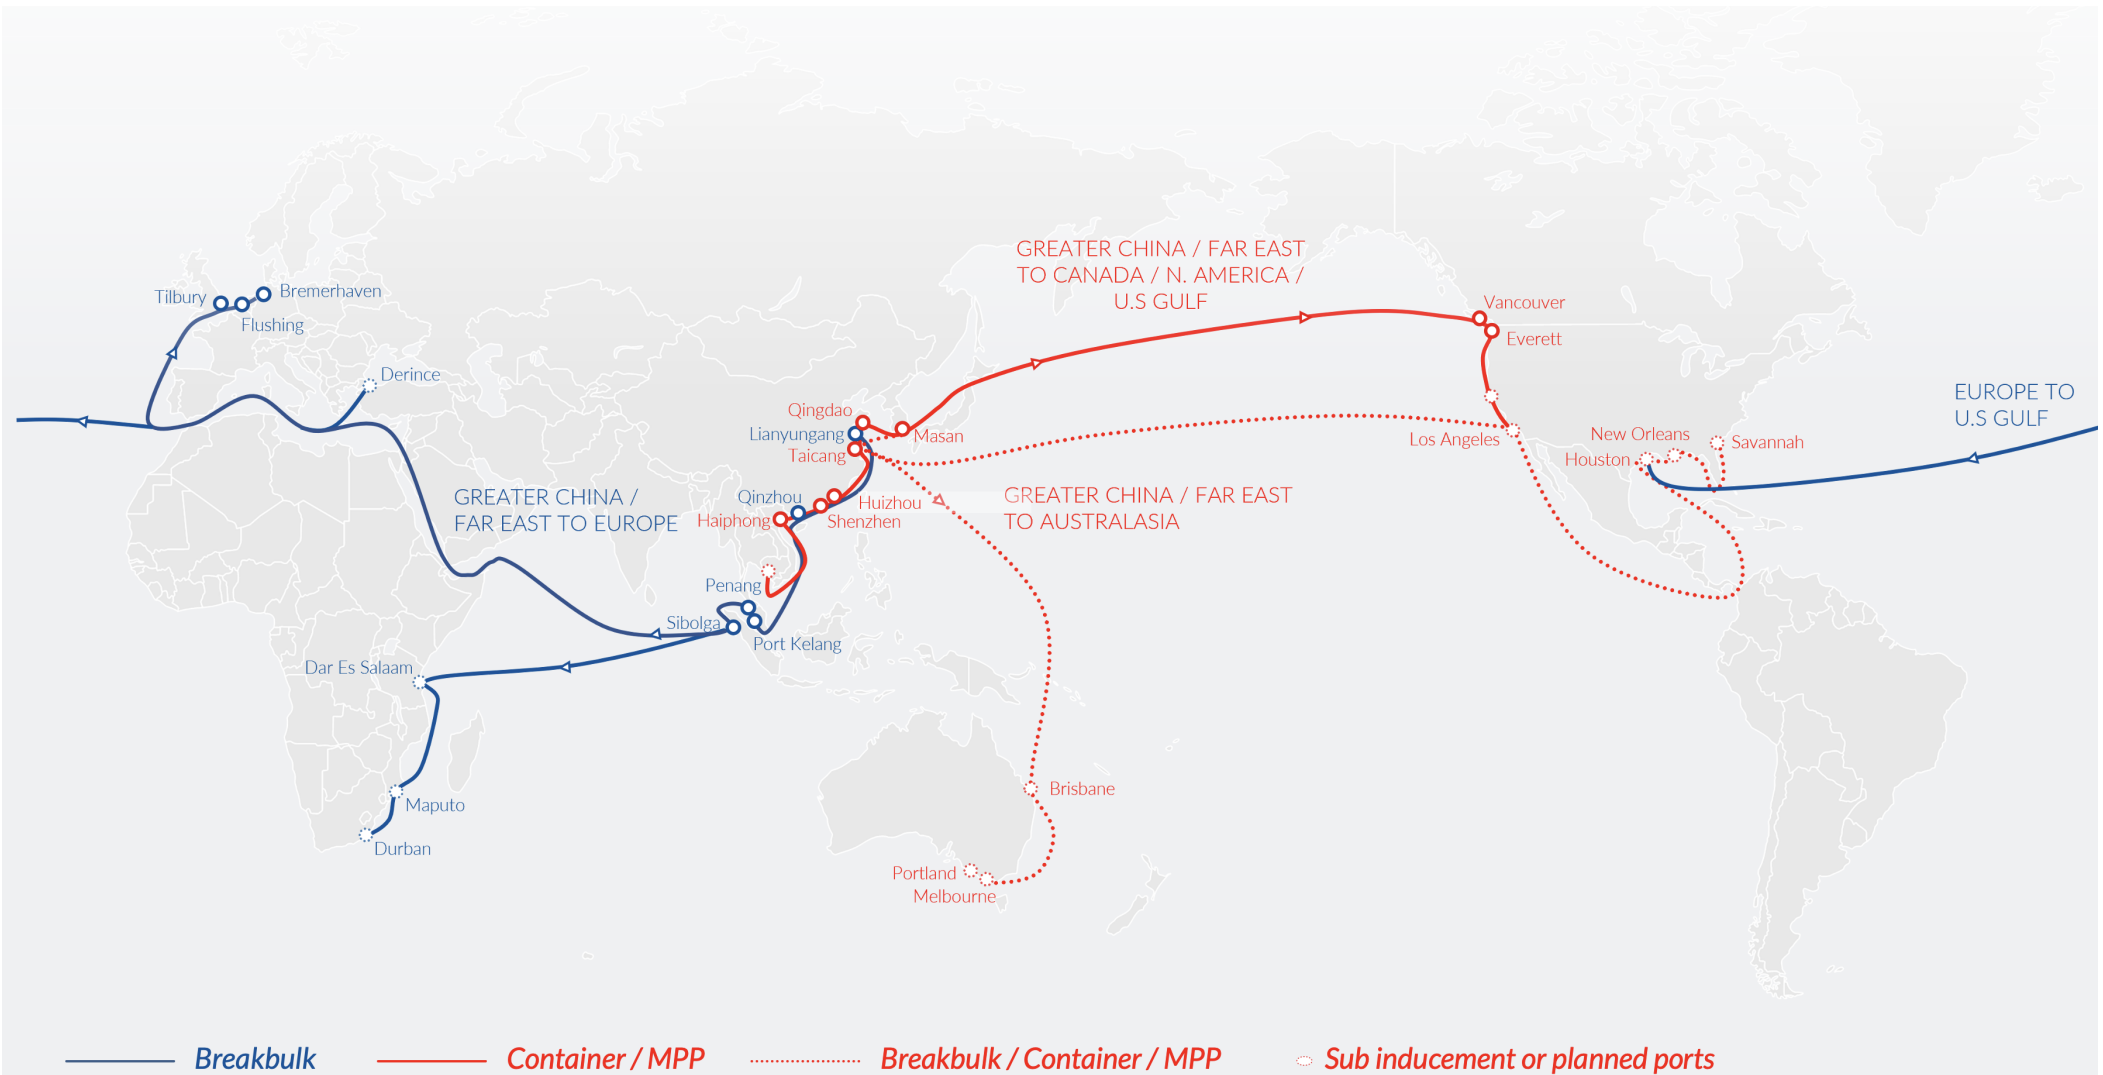 GREATER CHINA / FAR EAST
TO CANADA / N. AMERICA /
U.S GULF
Tilbury
Bremerhaven
Flushing
Vancouver
Everett
Derince
EUROPE TO
U.S GULF
Qingdao
Lianyungang
Masan
Taicang
Los Angeles
New Orleans
Savannah
Houston
GREATER CHINA /
FAR EAST TO EUROPE
Qinzhou
Huizhou
Haiphong
Shenzhen
GREATER CHINA / FAR EAST
TO AUSTRALASIA
Penang
Sibolga
Port Kelang
Dar Es Salaam
Maputo
Durban
Brisbane
Portland
Melbourne
Breakbulk
Container / MPP
Breakbulk / Container / MPP
Sub inducement or planned ports